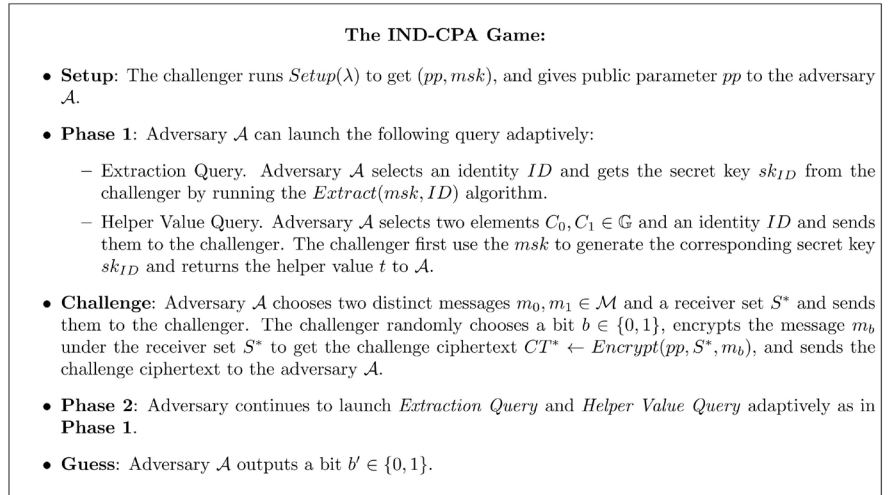 The IND-CPA Game:
• Setup: The challenger runs Setup(λ) to get (pp, msk), and gives public parameter pp to the adversary
𝒜.
• Phase 1: Adversary 𝒜 can launch the following query adaptively:
– Extraction Query. Adversary 𝒜 selects an identity ID and gets the secret key sk_{ID} from the
challenger by running the Extract(msk, ID) algorithm.
– Helper Value Query. Adversary 𝒜 selects two elements C₀, C₁ ∈ 𝔾 and an identity ID and sends
them to the challenger. The challenger first use the msk to generate the corresponding secret key
sk_{ID} and returns the helper value t to 𝒜.
• Challenge: Adversary 𝒜 chooses two distinct messages m₀, m₁ ∈ ℳ and a receiver set S* and sends
them to the challenger. The challenger randomly chooses a bit b ∈ {0, 1}, encrypts the message m_b
under the receiver set S* to get the challenge ciphertext CT* ← Encrypt(pp, S*, m_b), and sends the
challenge ciphertext to the adversary 𝒜.
• Phase 2: Adversary continues to launch Extraction Query and Helper Value Query adaptively as in
Phase 1.
• Guess: Adversary 𝒜 outputs a bit b′ ∈ {0, 1}.